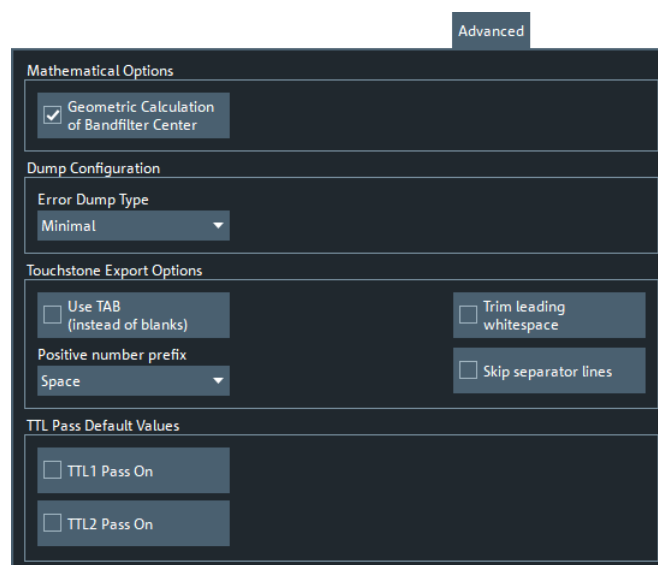 Advanced
Mathematical Options
Geometric Calculation
of Bandfilter Center
Dump Configuration
Error Dump Type
Minimal
Touchstone Export Options
Use TAB
(instead of blanks)
Trim leading
whitespace
Positive number prefix
Space
Skip separator lines
TTL Pass Default Values
TTL1 Pass On
TTL2 Pass On